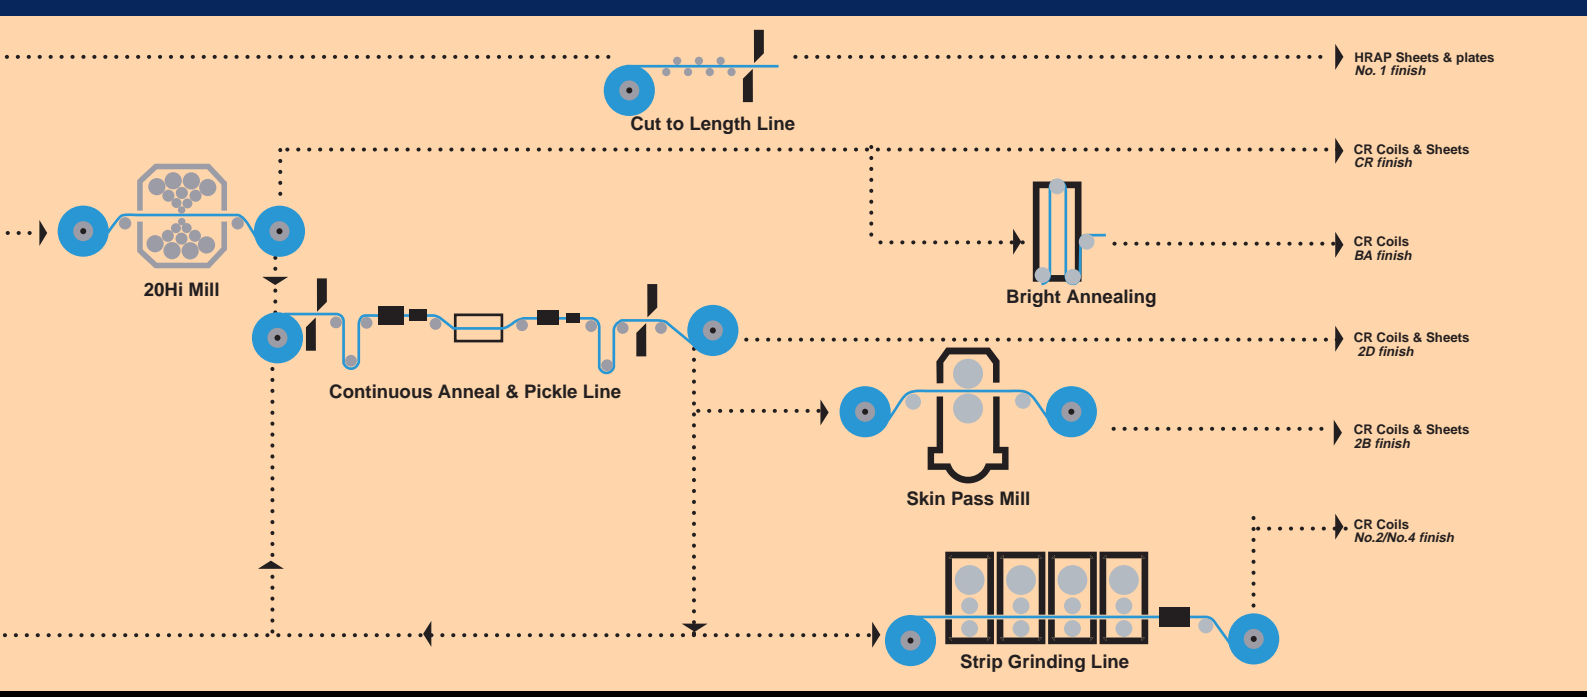 HRAP Sheets & plates
No. 1 finish
Cut to Length Line
CR Coils & Sheets
CR finish
CR Coils
BA finish
20Hi Mill
Bright Annealing
CR Coils & Sheets
2D finish
Continuous Anneal & Pickle Line
CR Coils & Sheets
2B finish
Skin Pass Mill
CR Coils
No.2/No.4 finish
Strip Grinding Line